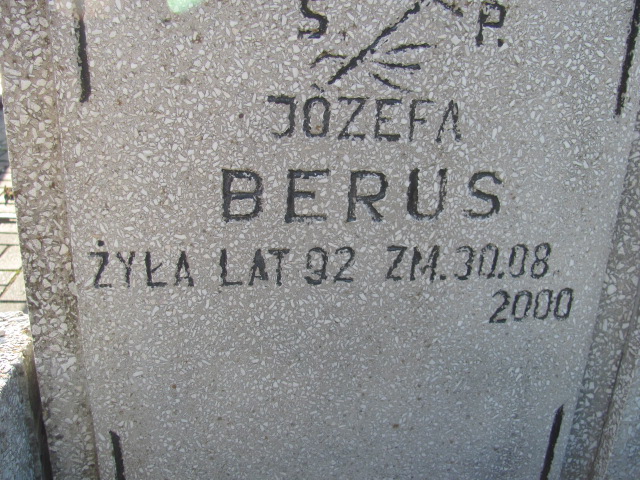 Ś. P.
JÓZEFA
BERUS
ŻYŁA LAT 92 ZM. 30.08
2000